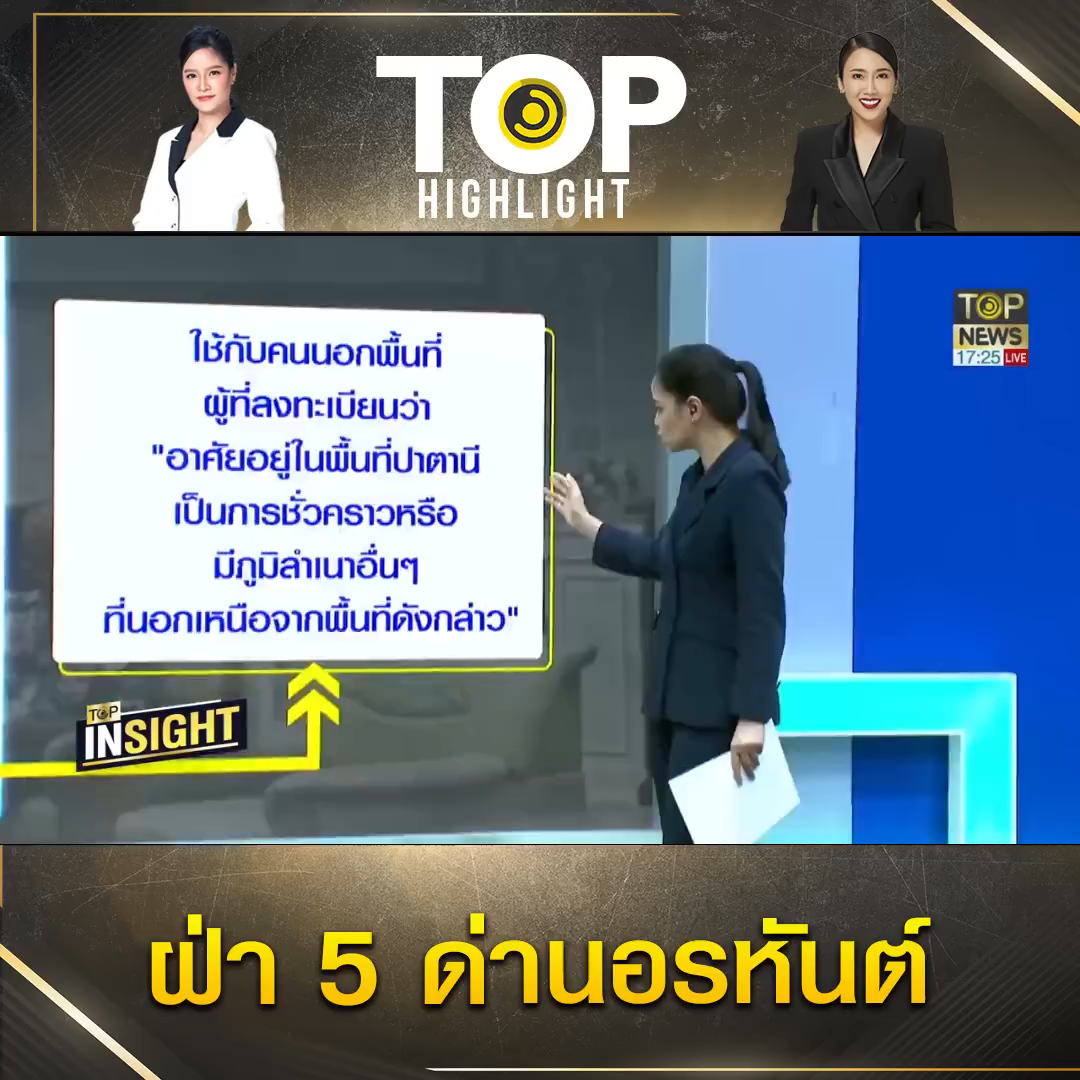 TOP
HIGHLIGHT
ใช้กับคนนอกพื้นที่
ผู้ที่ลงทะเบียนว่า
"อาศัยอยู่ในพื้นที่ปาตานี
เป็นการชั่วคราวหรือ
มีภูมิลำเนาอื่นๆ
ที่นอกเหนือจากพื้นที่ดังกล่าว"
TOP
NEWS
17:25 LIVE
TOP
INSIGHT
ฝ่า 5 ด่านอรหันต์